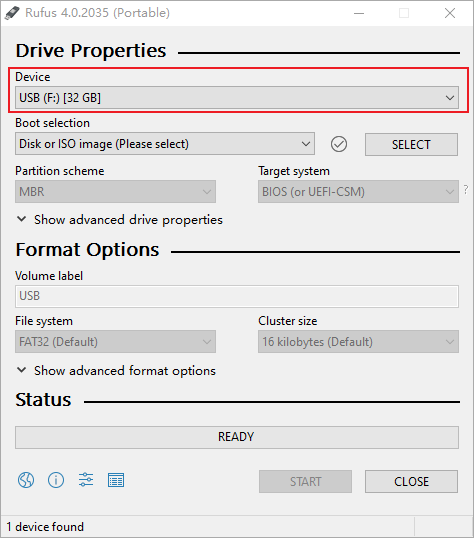 Rufus 4.0.2035 (Portable)
Drive Properties
Device
USB (F:) [32 GB]
Boot selection
Disk or ISO image (Please select)
SELECT
Partition scheme
Target system
MBR
BIOS (or UEFI-CSM)
?
Show advanced drive properties
Format Options
Volume label
USB
File system
Cluster size
FAT32 (Default)
16 kilobytes (Default)
Show advanced format options
Status
READY
START
CLOSE
1 device found